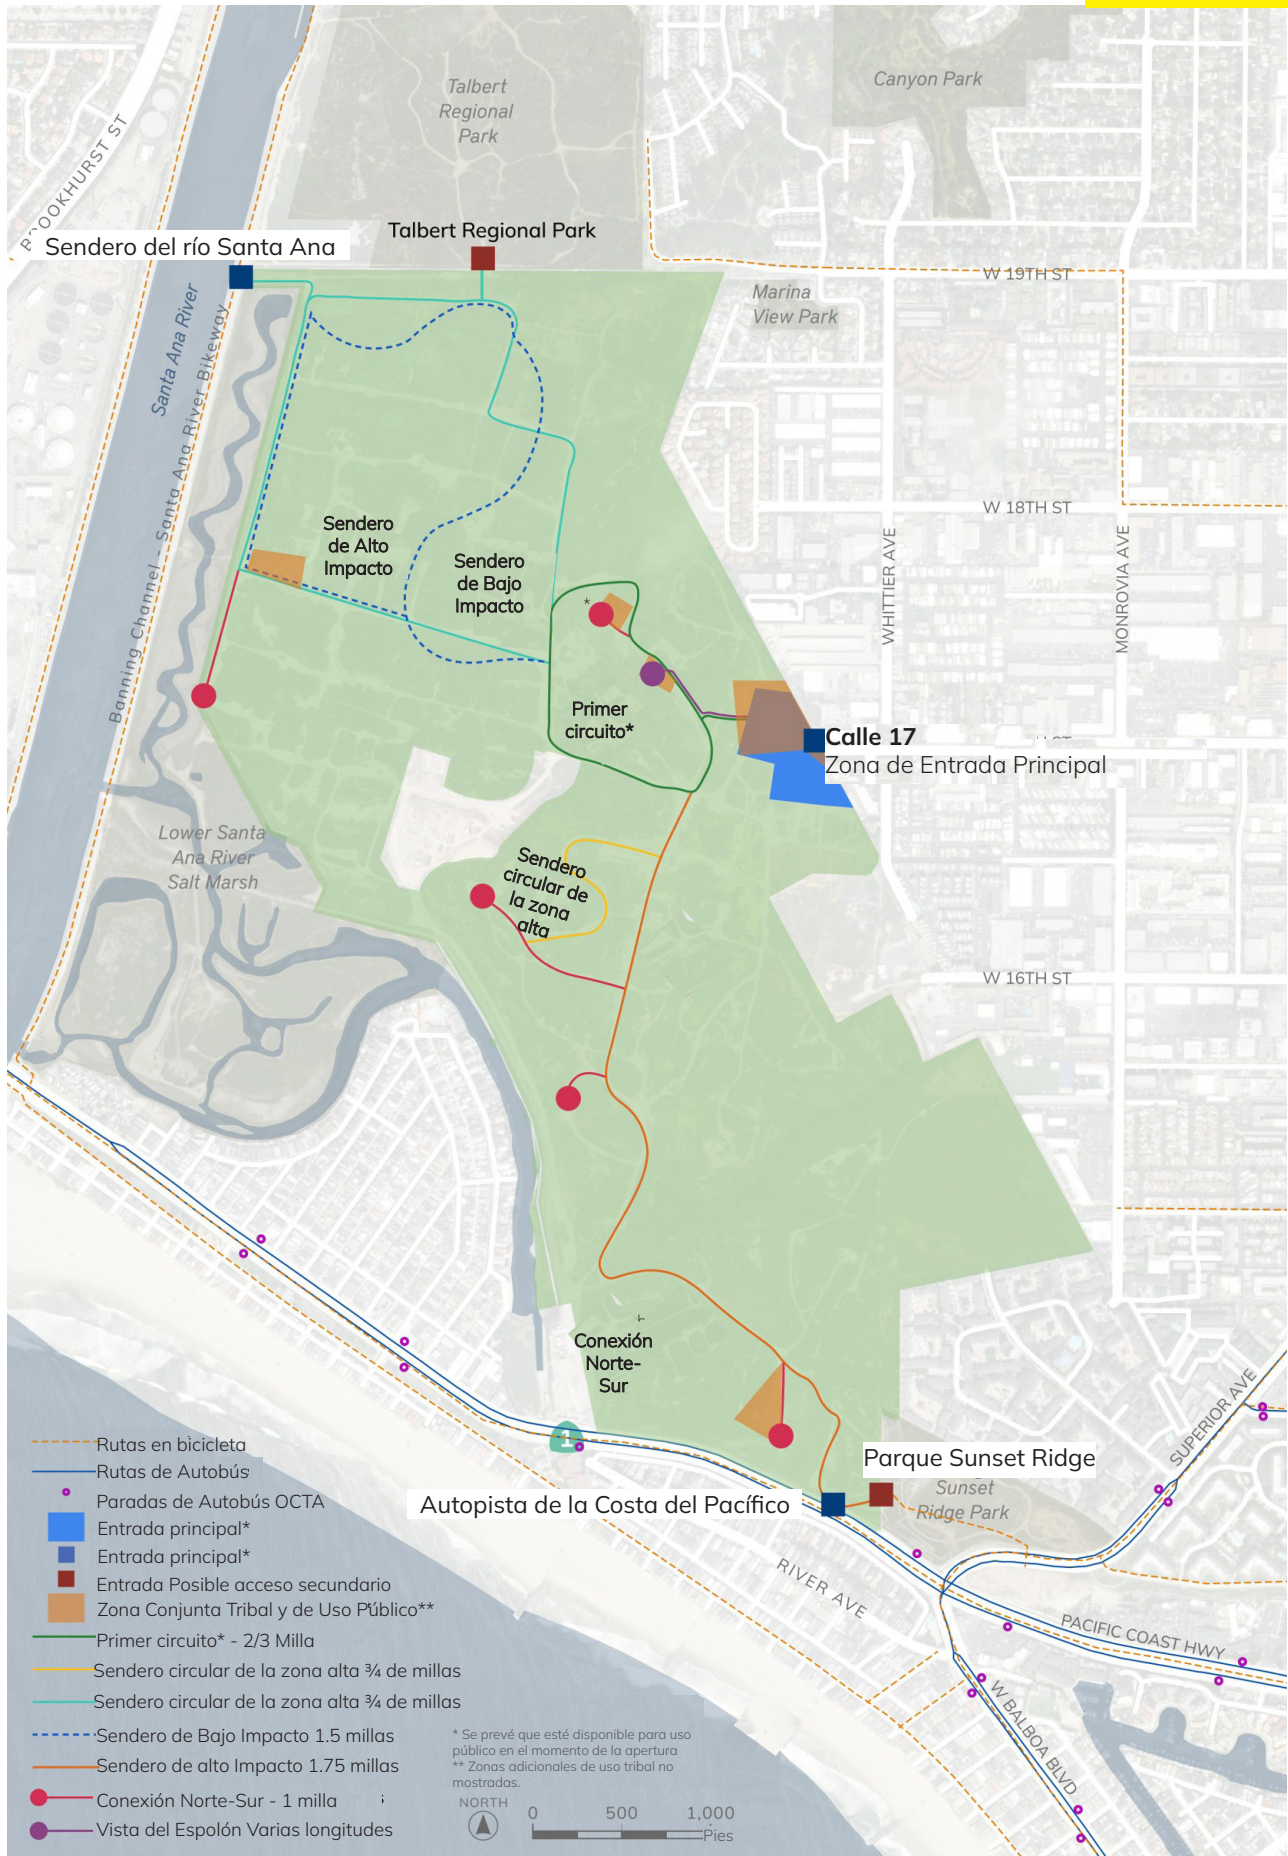 Canyon Park
Talbert
Regional
Park
BROOKHURST ST
Talbert Regional Park
Sendero del río Santa Ana
W 19TH ST
Marina
View Park
Santa Ana River
Banning Channel - Santa Ana River Bikeway
W 18TH ST
Sendero
de Alto
Impacto
Sendero
de Bajo
Impacto
WHITTIER AVE
MONROVIA AVE
*
Primer
circuito*
Calle 17
Zona de Entrada Principal
Lower Santa
Ana River
Salt Marsh
Sendero
circular de
la zona
alta
W 16TH ST
Conexión
Norte-
Sur
SUPERIOR AVE
1
Parque Sunset Ridge
Sunset
Ridge Park
Autopista de la Costa del Pacífico
RIVER AVE
PACIFIC COAST HWY
W BALBOA BLVD
Rutas en bicicleta
Rutas de Autobús
Paradas de Autobús OCTA
Entrada principal*
Entrada principal*
Entrada Posible acceso secundario
Zona Conjunta Tribal y de Uso Público**
Primer circuito* - 2/3 Milla
Sendero circular de la zona alta ¾ de millas
Sendero circular de la zona alta ¾ de millas
Sendero de Bajo Impacto 1.5 millas
Sendero de alto Impacto 1.75 millas
Conexión Norte-Sur - 1 milla
Vista del Espolón Varias longitudes
* Se prevé que esté disponible para uso
público en el momento de la apertura
** Zonas adicionales de uso tribal no
mostradas.
NORTH
0 500 1,000
Pies